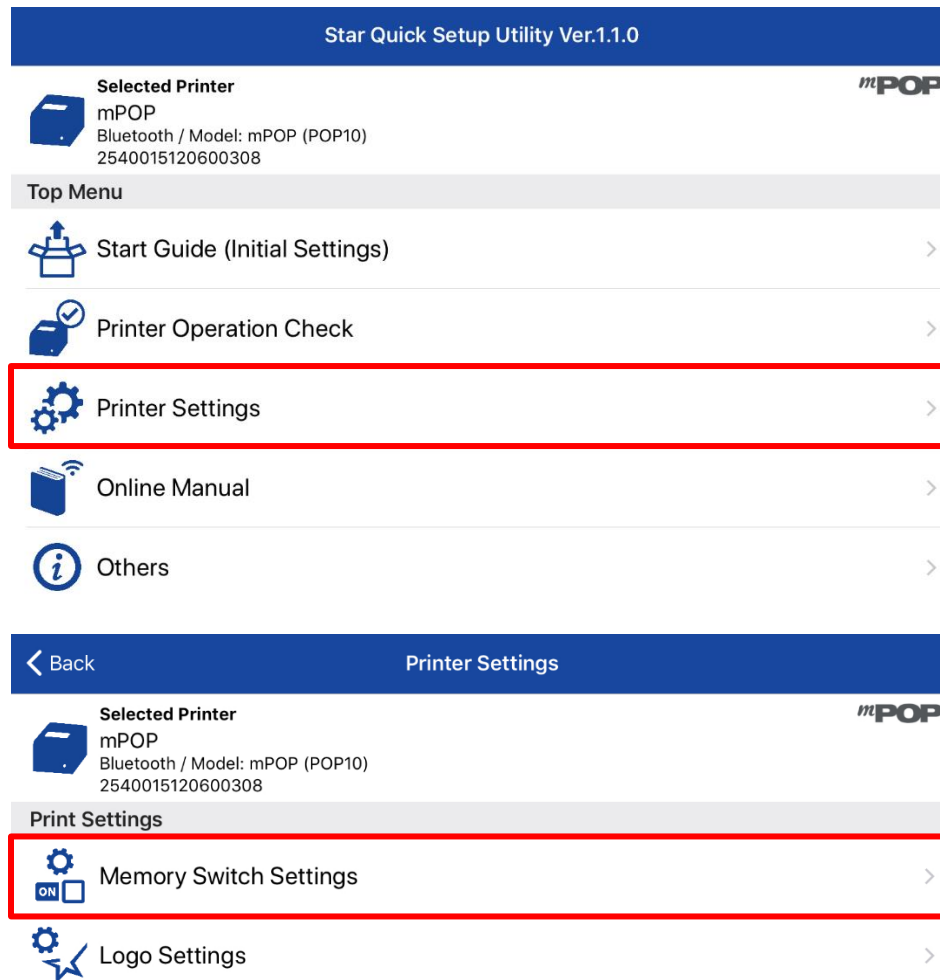 Star Quick Setup Utility Ver.1.1.0
Selected Printer
mPOP
mPOP
Bluetooth / Model: mPOP (POP10)
2540015120600308
Top Menu
Start Guide (Initial Settings)
Printer Operation Check
Printer Settings
Online Manual
i Others
Back Printer Settings
Selected Printer
mPOP
mPOP
Bluetooth / Model: mPOP (POP10)
2540015120600308
Print Settings
ON Memory Switch Settings
Logo Settings